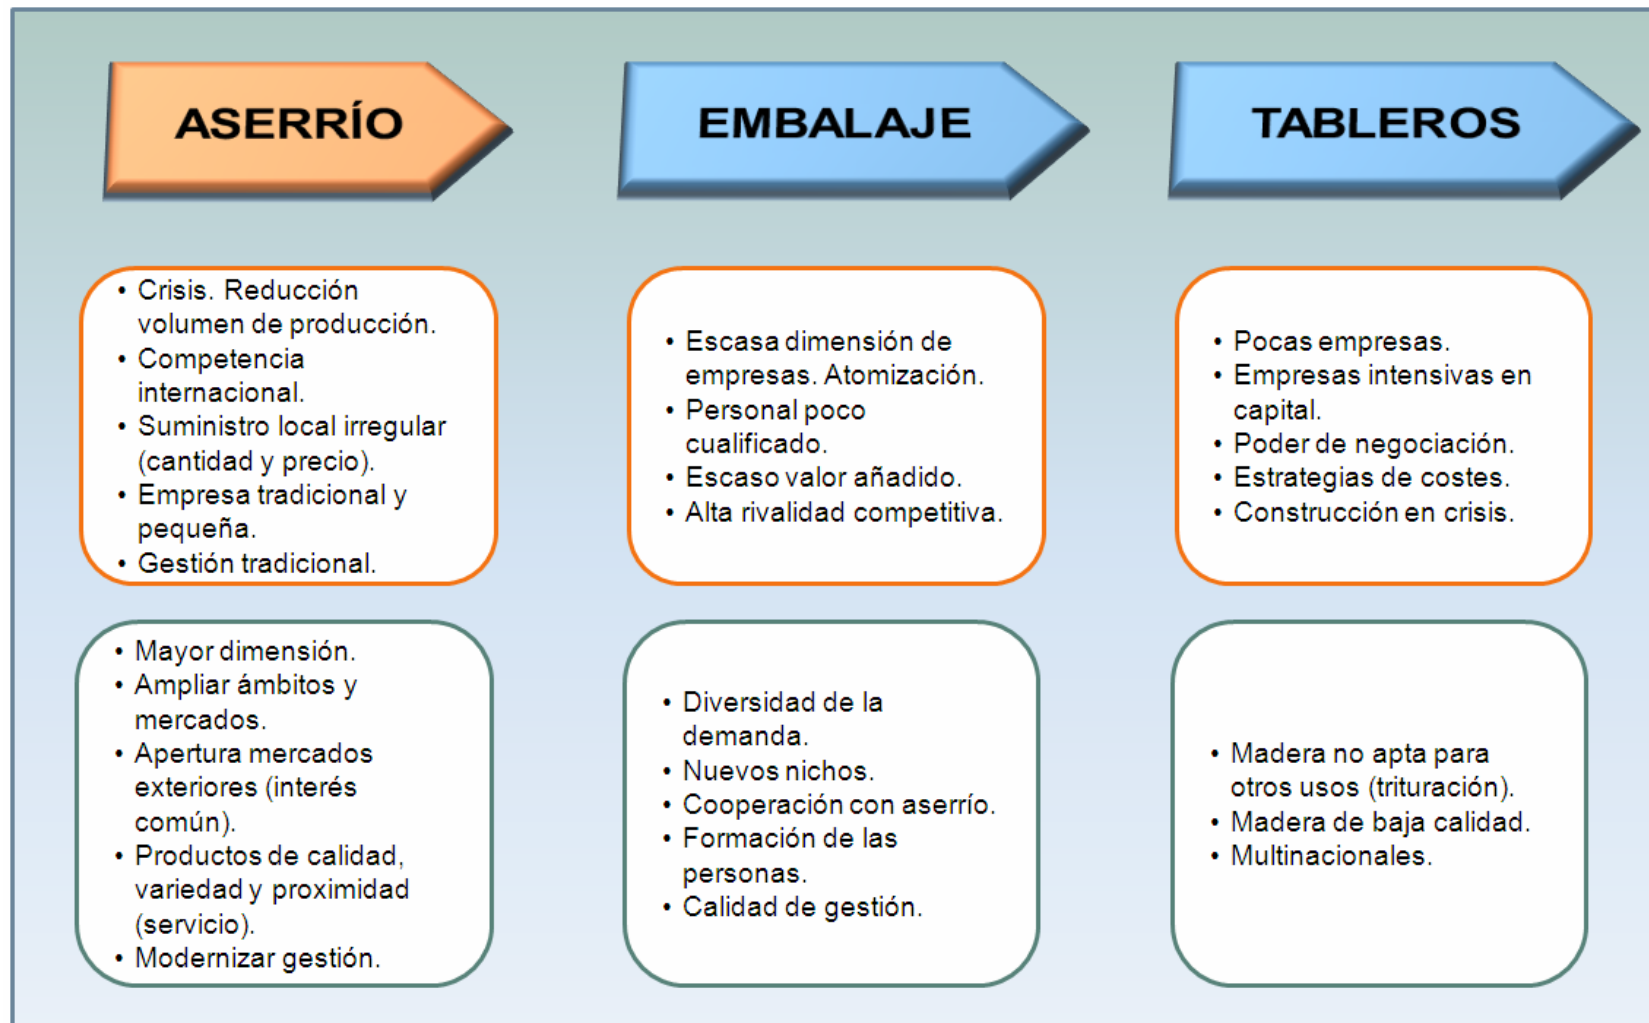 ASERRÍO
EMBALAJE
TABLEROS
• Crisis. Reducción
volumen de producción.
• Competencia
internacional.
• Suministro local irregular
(cantidad y precio).
• Empresa tradicional y
pequeña.
• Gestión tradicional.
• Escasa dimensión de
empresas. Atomización.
• Personal poco
cualificado.
• Escaso valor añadido.
• Alta rivalidad competitiva.
• Pocas empresas.
• Empresas intensivas en
capital.
• Poder de negociación.
• Estrategias de costes.
• Construcción en crisis.
• Mayor dimensión.
• Ampliar ámbitos y
mercados.
• Apertura mercados
exteriores (interés
común).
• Productos de calidad,
variedad y proximidad
(servicio).
• Modernizar gestión.
• Diversidad de la
demanda.
• Nuevos nichos.
• Cooperación con aserrío.
• Formación de las
personas.
• Calidad de gestión.
• Madera no apta para
otros usos (trituración).
• Madera de baja calidad.
• Multinacionales.